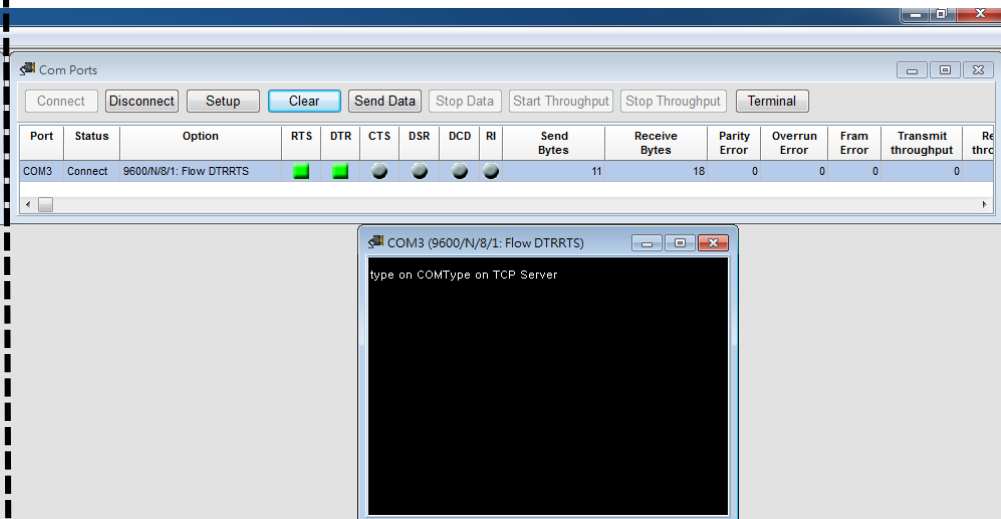 Com Ports
Connect Disconnect Setup Clear Send Data Stop Data Start Throughput Stop Throughput Terminal
Port Status Option RTS DTR CTS DSR DCD RI Send Bytes Receive Bytes Parity Error Overrun Error Fram Error Transmit throughput Re thrc
COM3 Connect 9600/N/8/1: Flow DTRRTS 11 18 0 0 0 0
COM3 (9600/N/8/1: Flow DTRRTS)
type on COMType on TCP Server